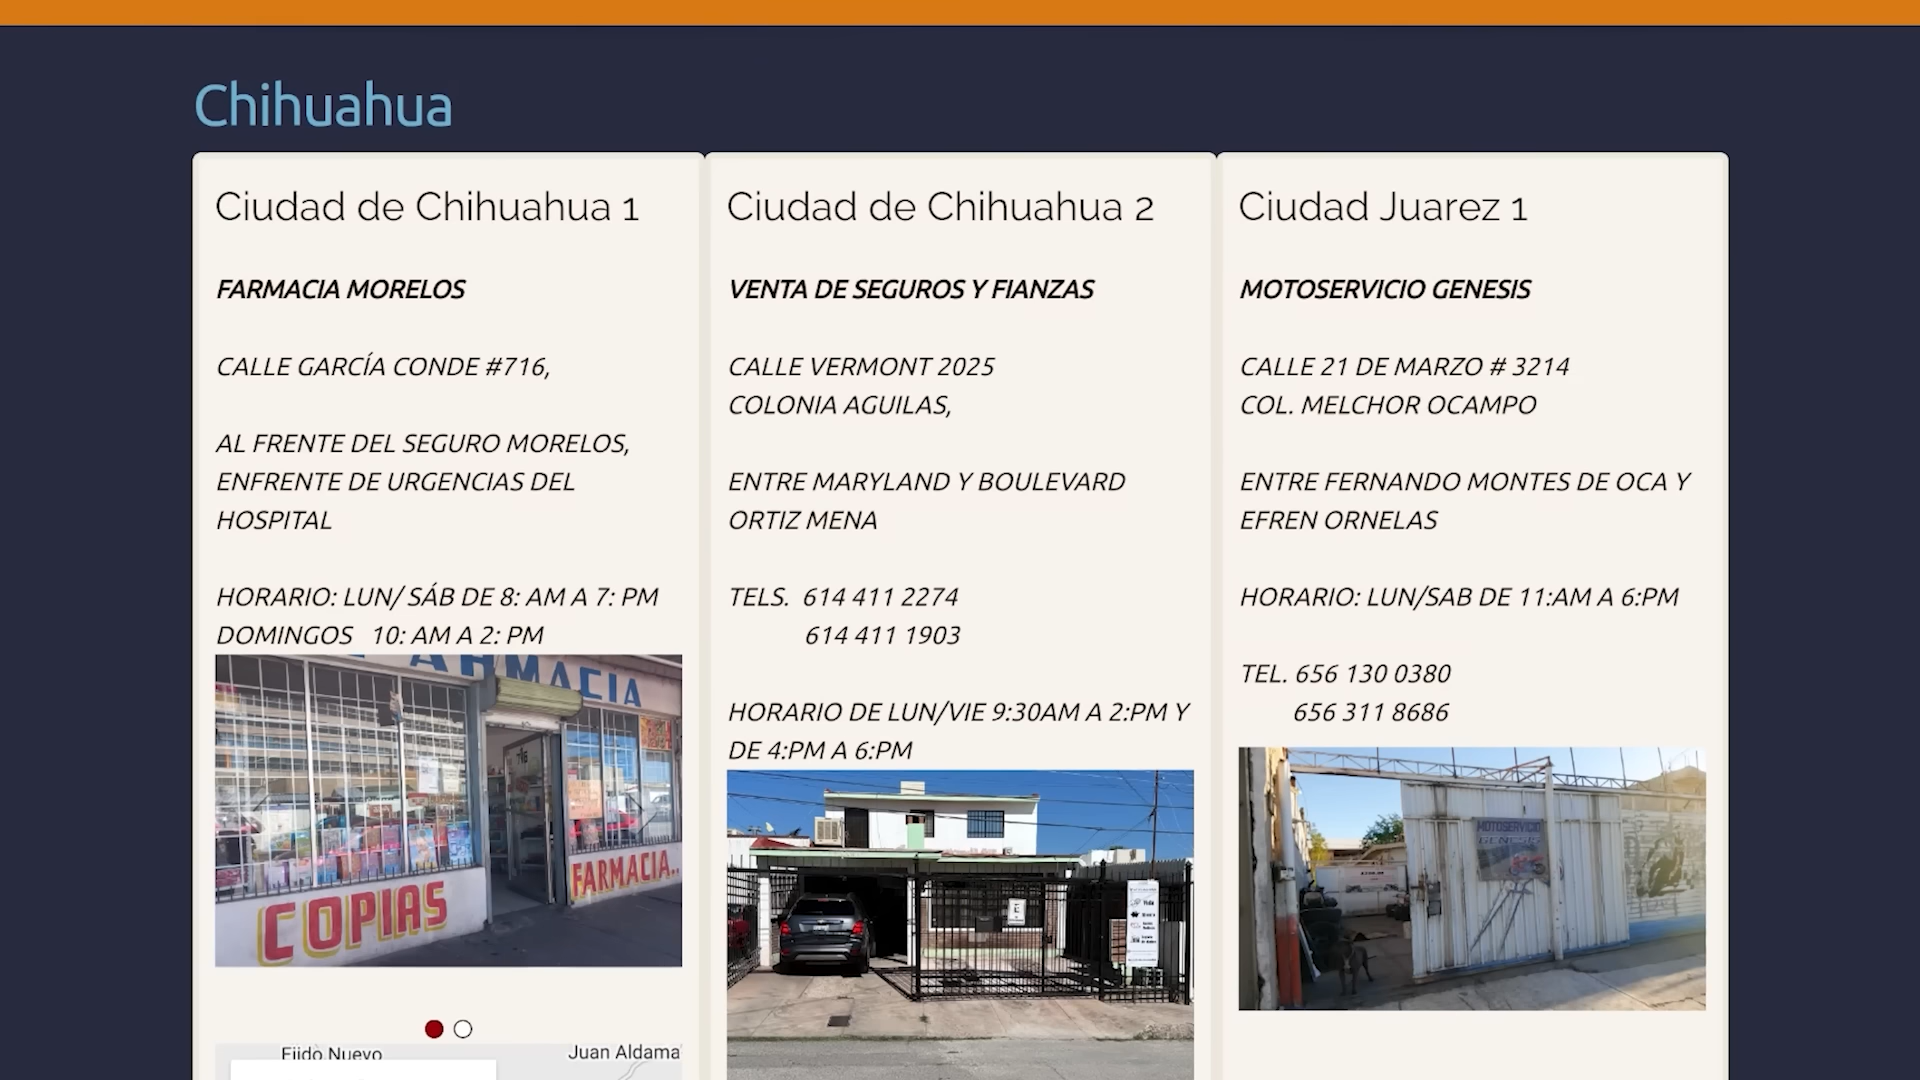 Chihuahua
Ciudad de Chihuahua 1
FARMACIA MORELOS
CALLE GARCÍA CONDE #716,
AL FRENTE DEL SEGURO MORELOS,
ENFRENTE DE URGENCIAS DEL
HOSPITAL
HORARIO: LUN/ SÁB DE 8: AM A 7: PM
DOMINGOS 10: AM A 2: PM
FARMACIA
716
COPIAS
FARMACIA..
Ejido Nuevo
Juan Aldama
Ciudad de Chihuahua 2
VENTA DE SEGUROS Y FIANZAS
CALLE VERMONT 2025
COLONIA AGUILAS,
ENTRE MARYLAND Y BOULEVARD
ORTIZ MENA
TELS. 614 411 2274
614 411 1903
HORARIO DE LUN/VIE 9:30AM A 2:PM Y
DE 4:PM A 6:PM
Ciudad Juarez 1
MOTOSERVICIO GENESIS
CALLE 21 DE MARZO # 3214
COL. MELCHOR OCAMPO
ENTRE FERNANDO MONTES DE OCA Y
EFREN ORNELAS
HORARIO: LUN/SAB DE 11:AM A 6:PM
TEL. 656 130 0380
656 311 8686
MOTOSERVICIO
GENESIS